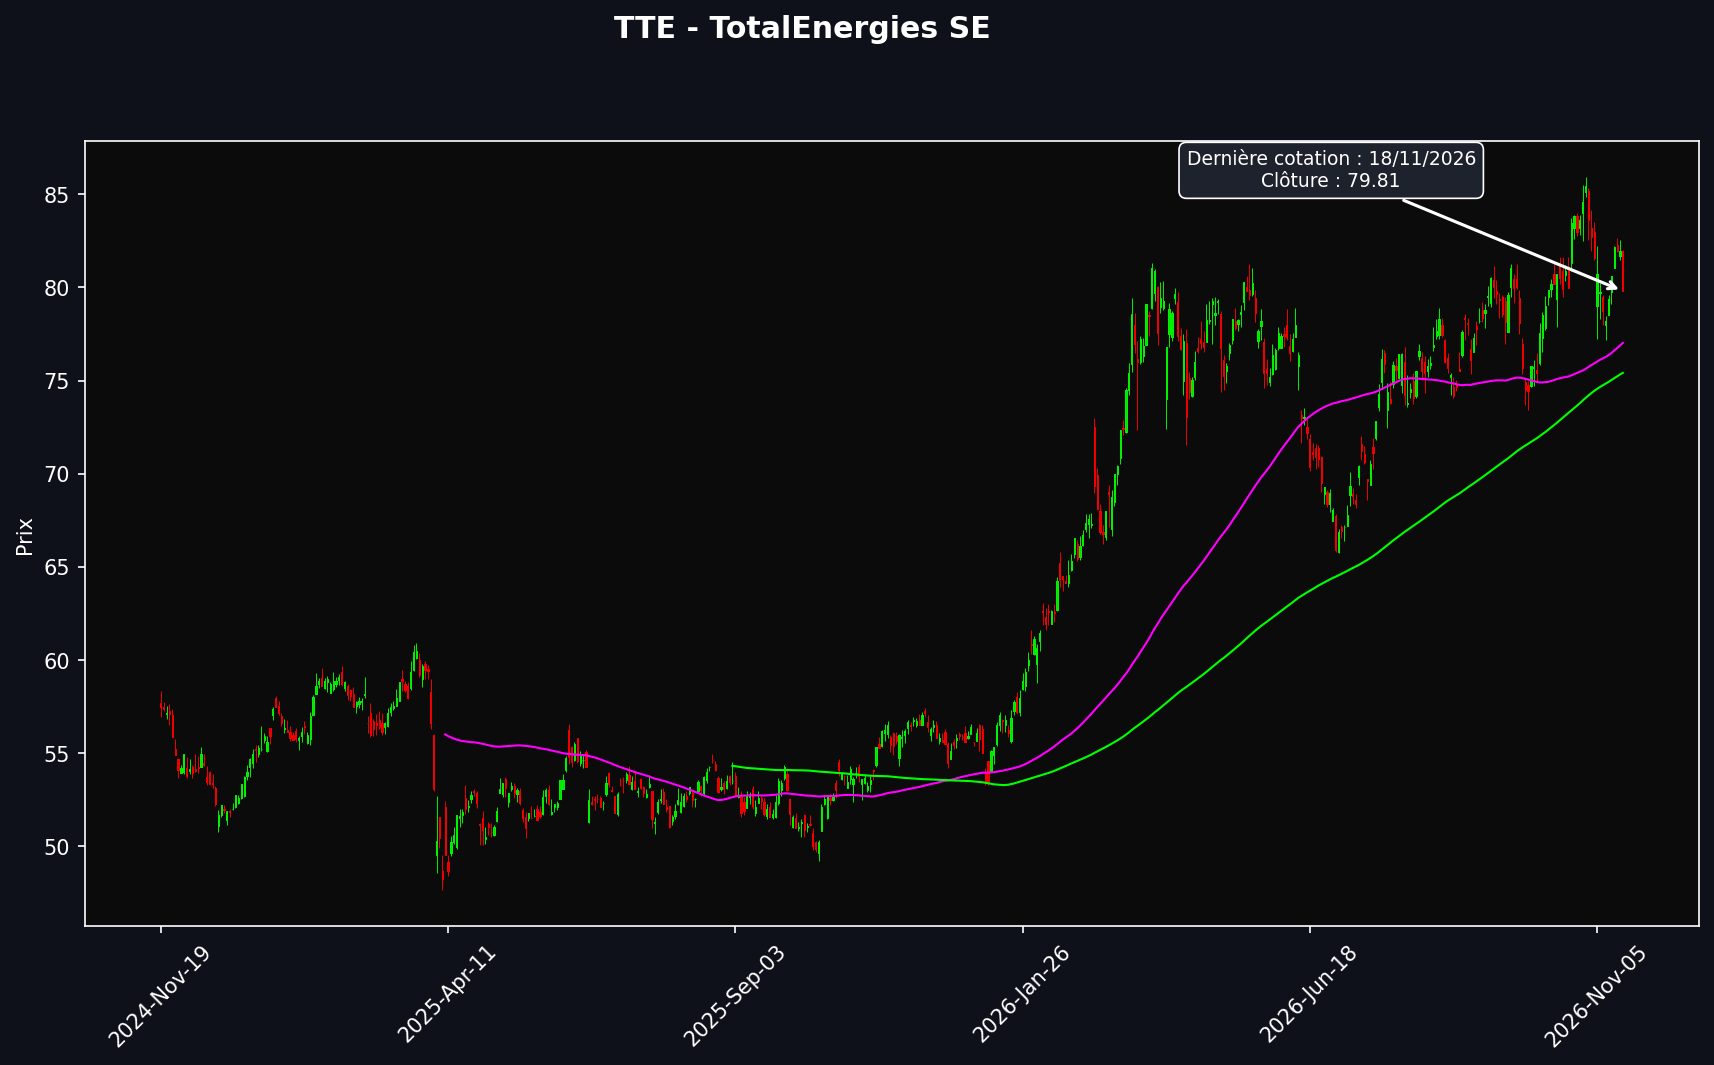 TTE - TotalEnergies SE
Dernière cotation : 18/11/2026
Clôture : 79.81
Prix
85
80
75
70
65
60
55
50
2024-Nov-19
2025-Apr-11
2025-Sep-03
2026-Jan-26
2026-Jun-18
2026-Nov-05